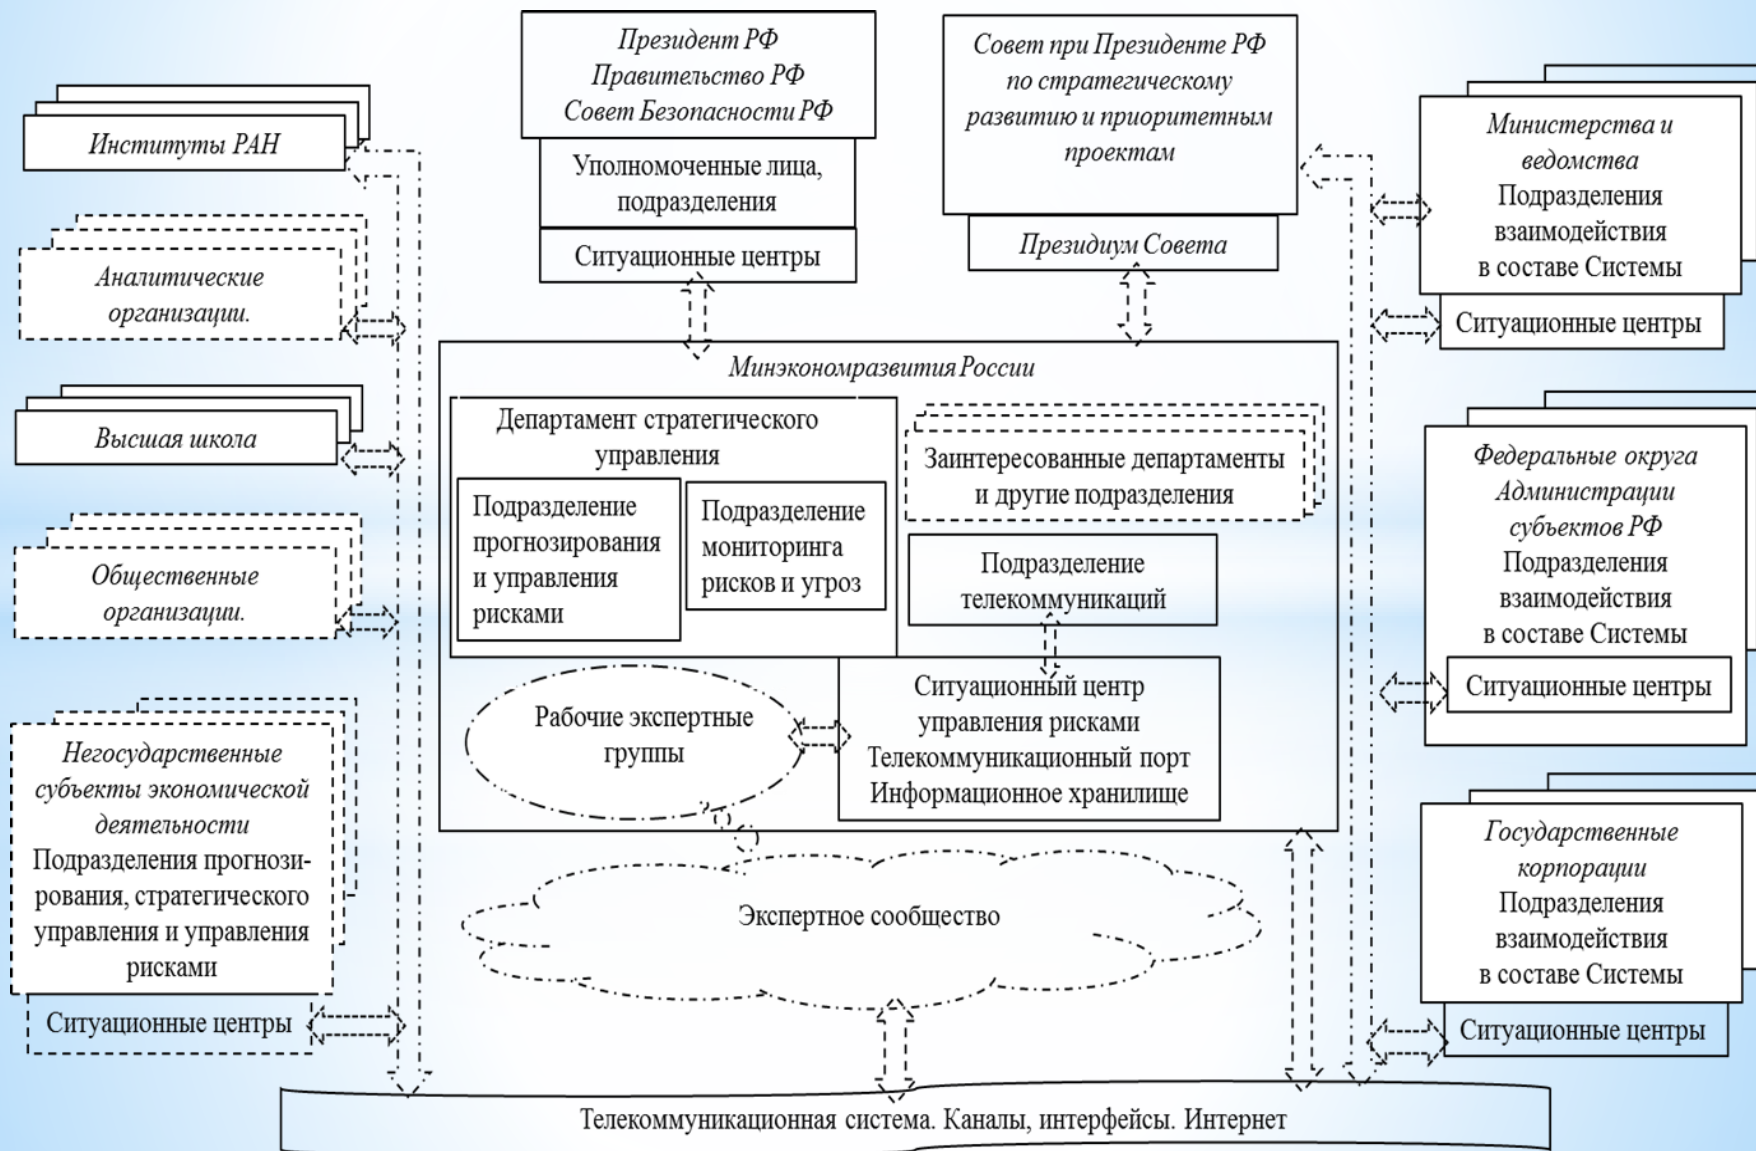 Президент РФ
Правительство РФ
Совет Безопасности РФ
Уполномоченные лица,
подразделения
Ситуационные центры
Совет при Президенте РФ
по стратегическому
развитию и приоритетным
проектам
Президиум Совета
Институты РАН
Аналитические
организации.
Высшая школа
Общественные
организации.
Негосударственные
субъекты экономической
деятельности
Подразделения прогнози-
рования, стратегического
управления и управления
рисками
Ситуационные центры
Минэкономразвития России
Департамент стратегического
управления
Подразделение
прогнозирования
и управления
рисками
Подразделение
мониторинга
рисков и угроз
Заинтересованные департаменты
и другие подразделения
Подразделение
телекоммуникаций
Рабочие экспертные
группы
Ситуационный центр
управления рисками
Телекоммуникационный порт
Информационное хранилище
Экспертное сообщество
Министерства и
ведомства
Подразделения
взаимодействия
в составе Системы
Ситуационные центры
Федеральные округа
Администрации
субъектов РФ
Подразделения
взаимодействия
в составе Системы
Ситуационные центры
Государственные
корпорации
Подразделения
взаимодействия
в составе Системы
Ситуационные центры
Телекоммуникационная система. Каналы, интерфейсы. Интернет